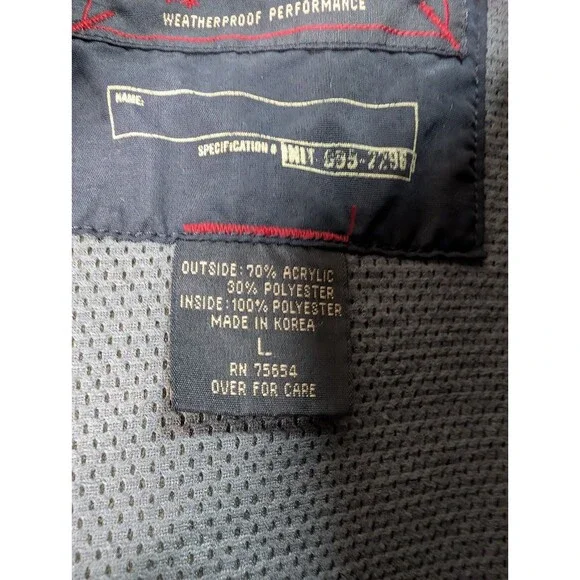 WEATHERPROOF PERFORMANCE
NAME:
SPECIFICATION #
OUTSIDE: 70% ACRYLIC
30% POLYESTER
INSIDE: 100% POLYESTER
MADE IN KOREA
L
RN 75654
OVER FOR CARE